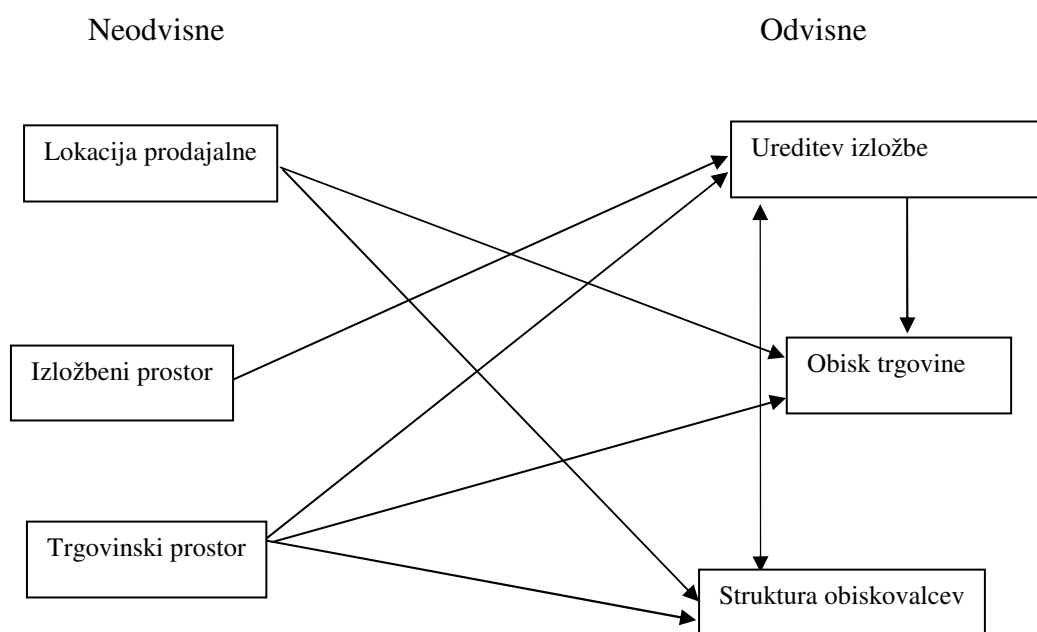 Neodvisne
Odvisne
Lokacija prodajalne
Ureditev izložbe
Izložbeni prostor
Obisk trgovine
Trgovinski prostor
Struktura obiskovalcev